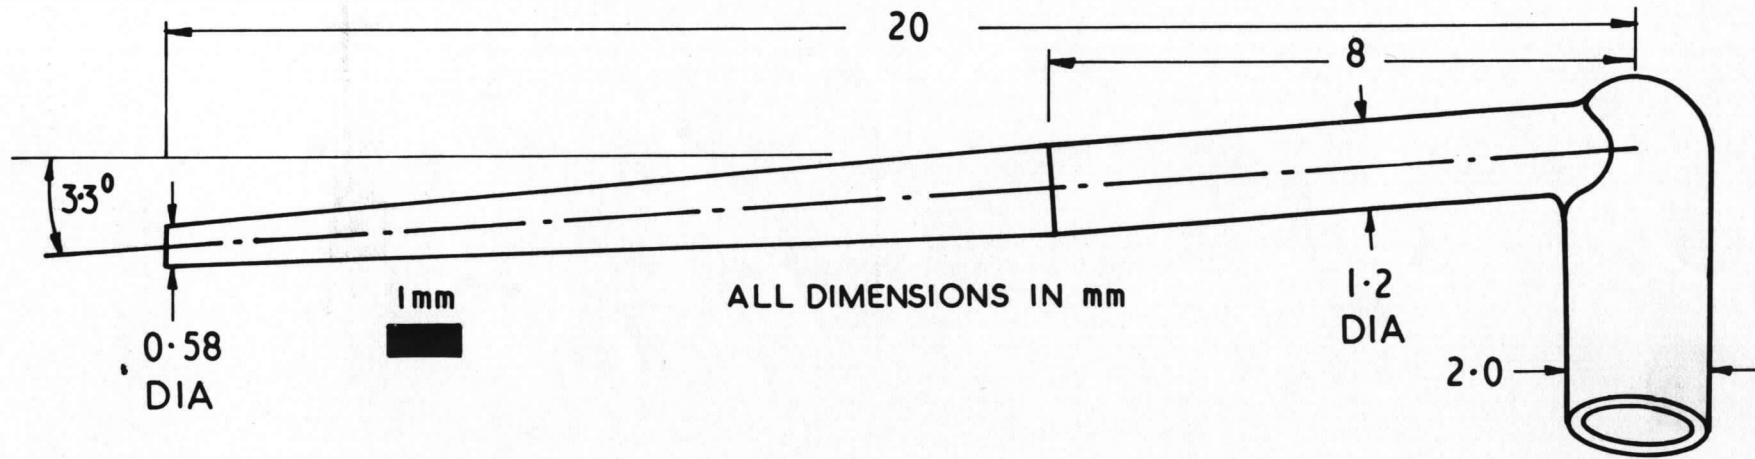 20
8
3·3°
1mm
ALL DIMENSIONS IN mm
0·58
DIA
1·2
DIA
2·0